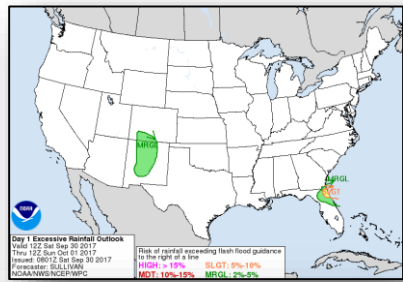 MRGL
MRGL
SLGT
NOAA
Day 1 Excessive Rainfall Outlook
Valid 12Z Sat Sep 30 2017
Thru 12Z Sun Oct 01 2017
Issued: 0801Z Sat Sep 30 2017
Forecaster: SULLIVAN
NOAA/NWS/NCEP/WPC
Risk of rainfall exceeding flash flood guidance
to the right of a line
HIGH: > 15% SLGT: 5%-10%
MDT: 10%-15% MRGL: 2%-5%